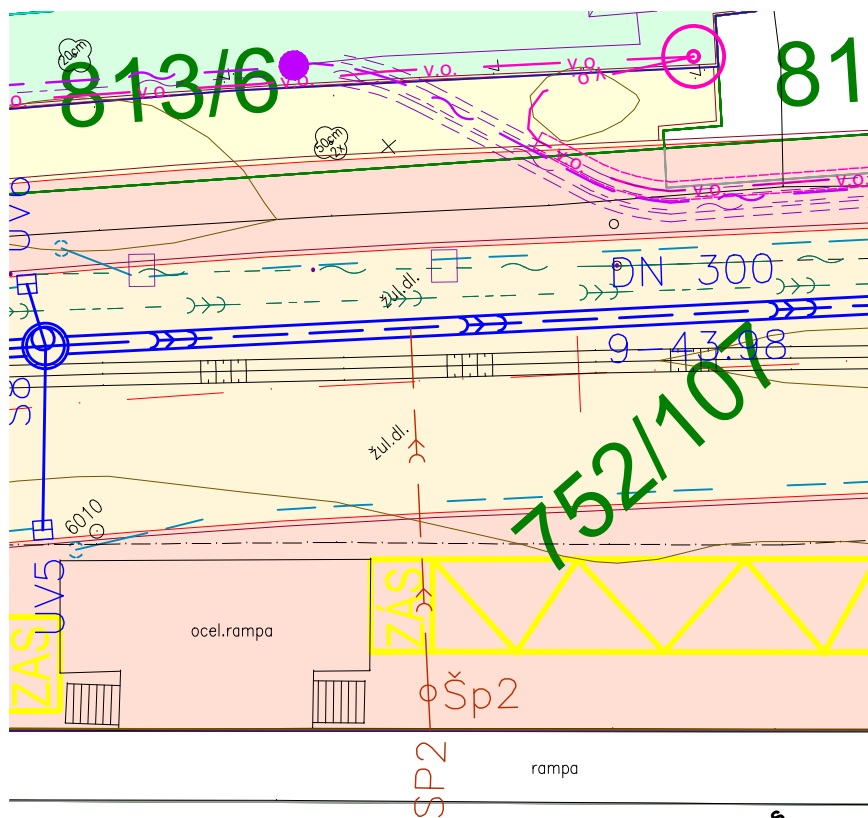 20cm
813/6
81
v.o.
v.o.
v.o.
v.o.
v.o.
50cm
2x
v.o.
v.o.
v.o.
UV6
žul.dl.
DN 300
9-43.98
S8
752/107
žul.dl.
6010
UV5
ZÁS
ZÁS
ocel.rampa
Šp2
SP2
rampa